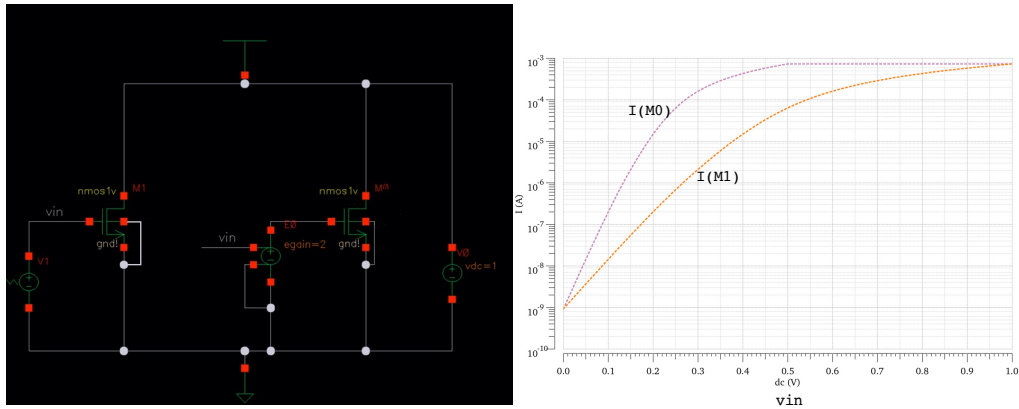 nmos1v
M1
vin
gnd!
V1
nmos1v
M0
vin
E0
egain=2
gnd!
V0
vdc=1
I (A)
10-3
10-4
10-5
10-6
10-7
10-8
10-9
10-10
I(M0)
I(M1)
0.0 0.1 0.2 0.3 0.4 0.5 0.6 0.7 0.8 0.9 1.0
dc (V)
vin